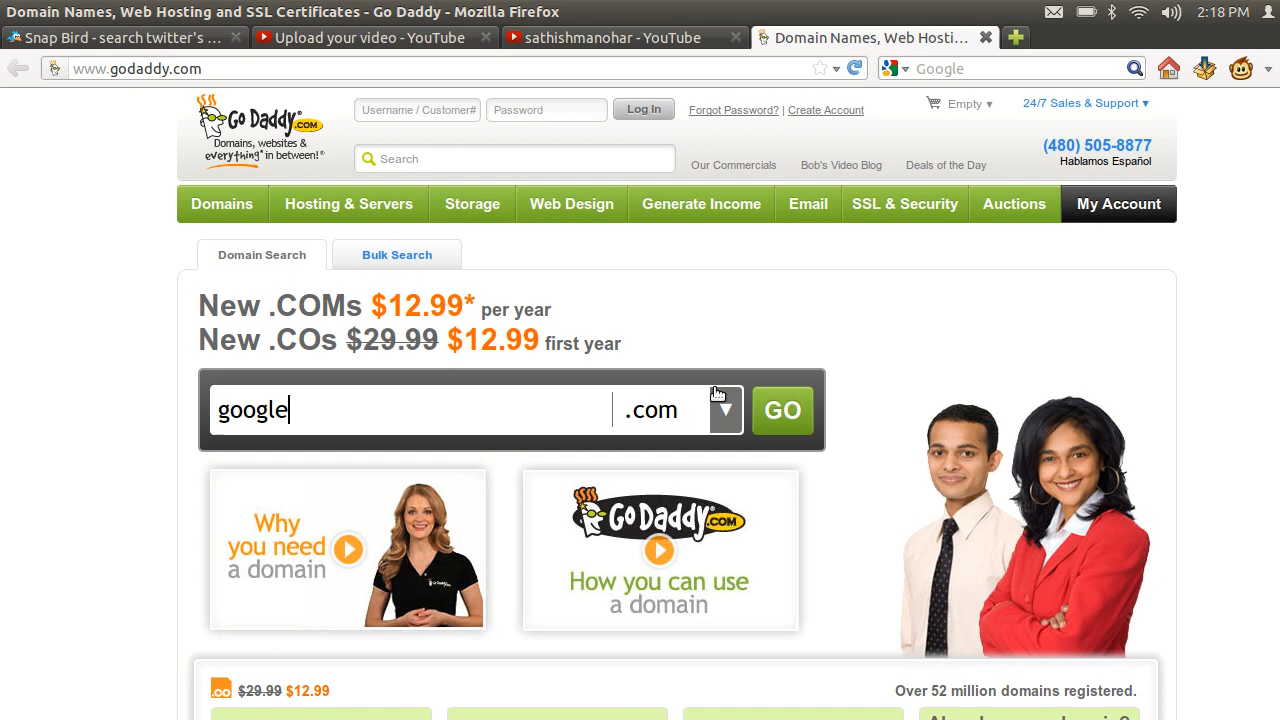 Domain Names, Web Hosting and SSL Certificates - Go Daddy - Mozilla Firefox
2:18 PM
Snap Bird - search twitter's ...
Upload your video - YouTube
sathishmanohar - YouTube
Domain Names, Web Hosti...
www.godaddy.com
Google
Go Daddy .COM
Domains, websites &
everything* in between!®
Username / Customer#
Password
Log In
Forgot Password? | Create Account
Empty ▼
24/7 Sales & Support ▼
Search
Our Commercials
Bob's Video Blog
Deals of the Day
(480) 505-8877
Hablamos Español
Domains
Hosting & Servers
Storage
Web Design
Generate Income
Email
SSL & Security
Auctions
My Account
Domain Search
Bulk Search
New .COMs $12.99* per year
New .COs $29.99 $12.99 first year
google
.com
GO
Why
you need
a domain
Go Daddy
Go Daddy .COM
How you can use
a domain
.co $29.99 $12.99
Over 52 million domains registered.